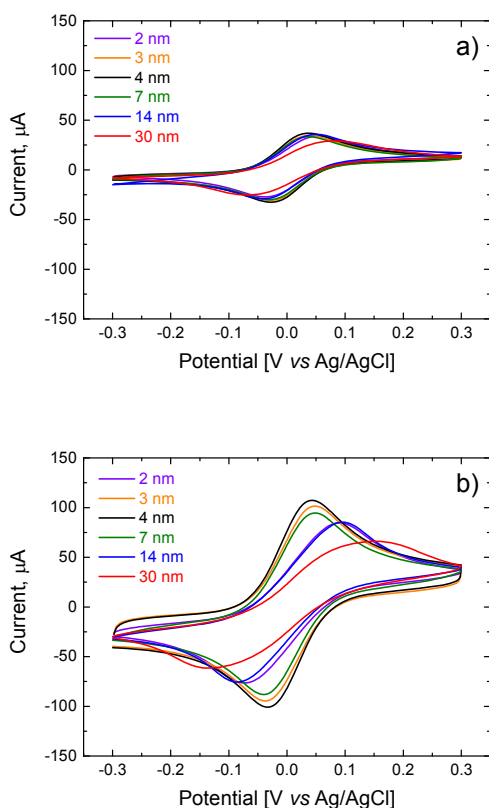 a)
2 nm
3 nm
4 nm
7 nm
14 nm
30 nm
150
100
50
0
-50
-100
-150
Current, μA
-0.3 -0.2 -0.1 0.0 0.1 0.2 0.3
Potential [V vs Ag/AgCl]
b)
2 nm
3 nm
4 nm
7 nm
14 nm
30 nm
150
100
50
0
-50
-100
-150
Current, μA
-0.3 -0.2 -0.1 0.0 0.1 0.2 0.3
Potential [V vs Ag/AgCl]